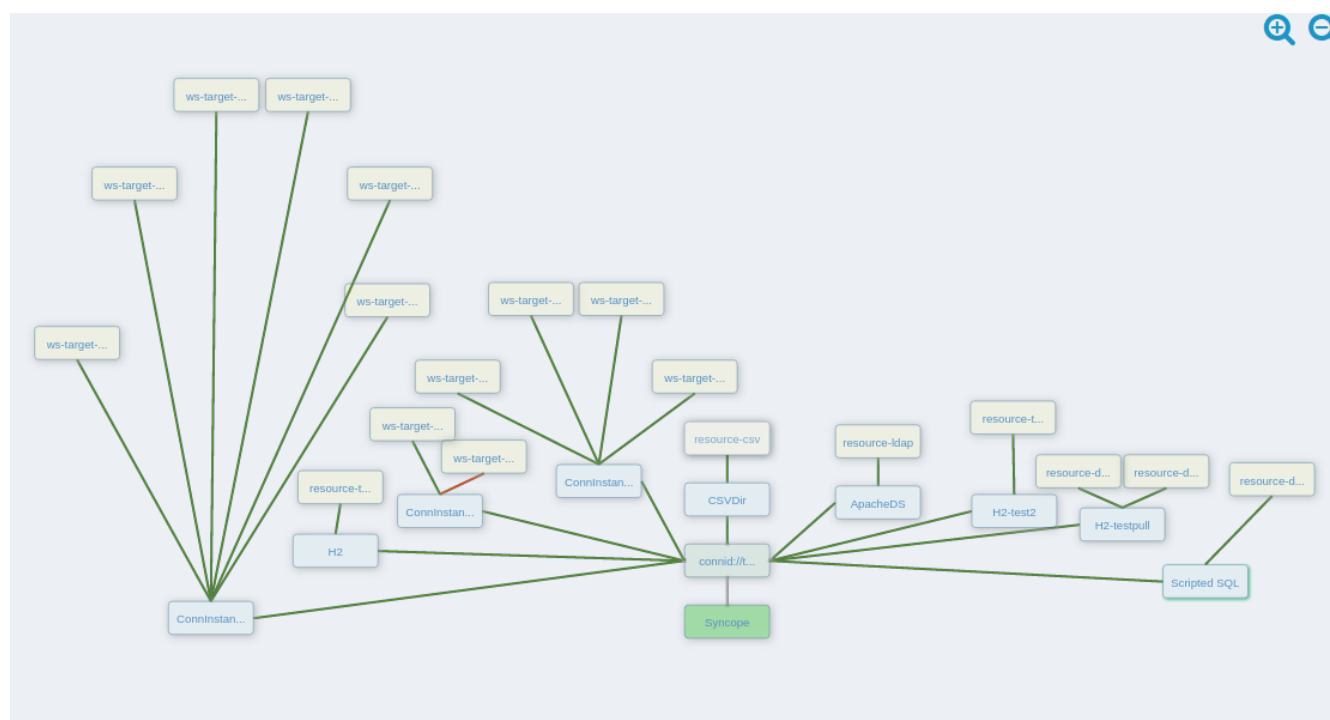 ws-target-...
ws-target-...
ws-target-...
ws-target-...
ws-target-...
ws-target-...
ws-target-...
ws-target-...
ws-target-...
ws-target-...
ws-target-...
resource-t...
resource-csv
resource-ldap
ws-target-...
resource-d...
resource-d...
resource-d...
resource-t...
ConnInstan...
CSVDir
ApacheDS
ConnInstan...
H2-test2
H2-testpull
H2
connid://t...
Scripted SQL
ConnInstan...
Syncope